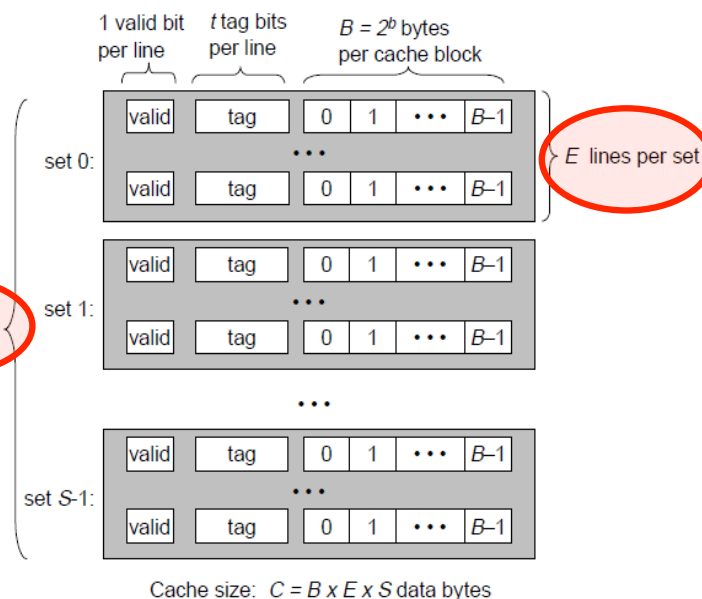 1 valid bit per line
t tag bits per line
B = 2^b bytes per cache block
set 0:
valid tag 0 1 • • • B–1
• • •
valid tag 0 1 • • • B–1
E lines per set
set 1:
valid tag 0 1 • • • B–1
• • •
valid tag 0 1 • • • B–1
• • •
set S-1:
valid tag 0 1 • • • B–1
• • •
valid tag 0 1 • • • B–1
Cache size: C = B x E x S data bytes